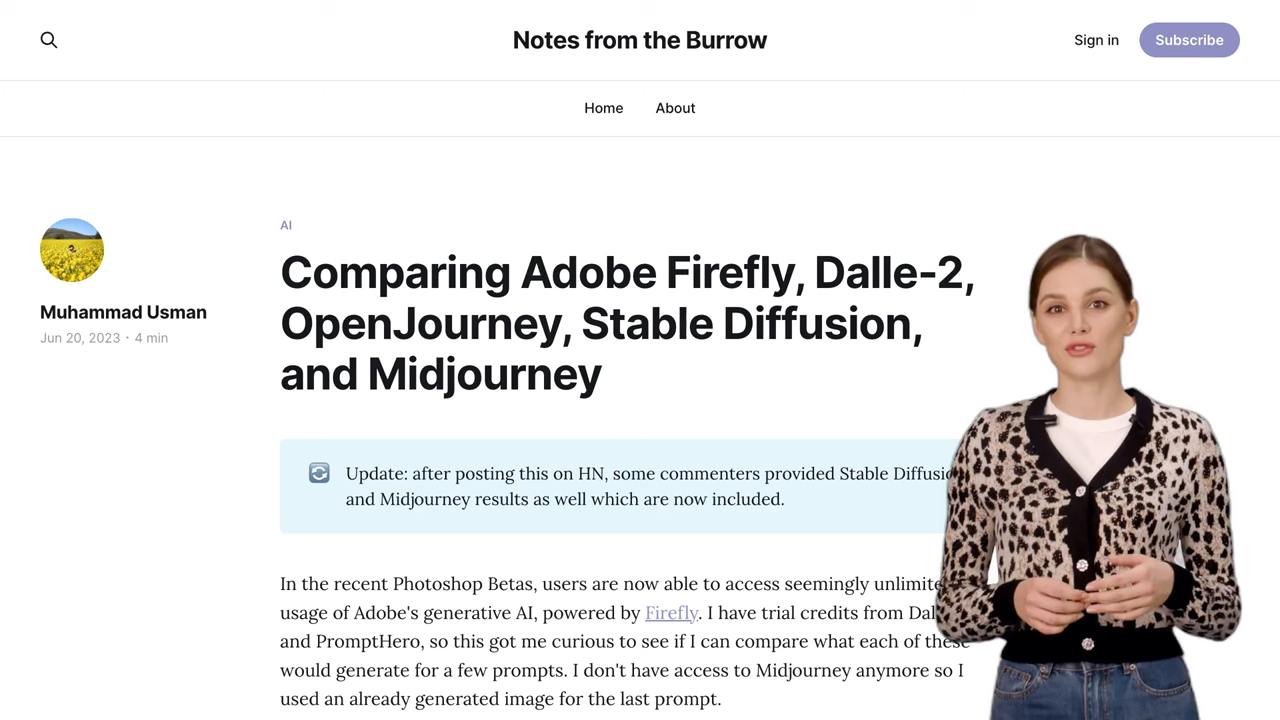 Notes from the Burrow
Sign in
Subscribe
Home
About
Muhammad Usman
Jun 20, 2023 • 4 min
AI
Comparing Adobe Firefly, Dalle-2,
OpenJourney, Stable Diffusion,
and Midjourney
Update: after posting this on HN, some commenters provided Stable
and Midjourney results as well which are now included.
In the recent Photoshop Betas, users are now able to access seemingly
usage of Adobe's generative AI, powered by Firefly. I have trial credits from
and PromptHero, so this got me curious to see if I can compare what each of these
would generate for a few prompts. I don't have access to Midjourney anymore so I
used an already generated image for the last prompt.